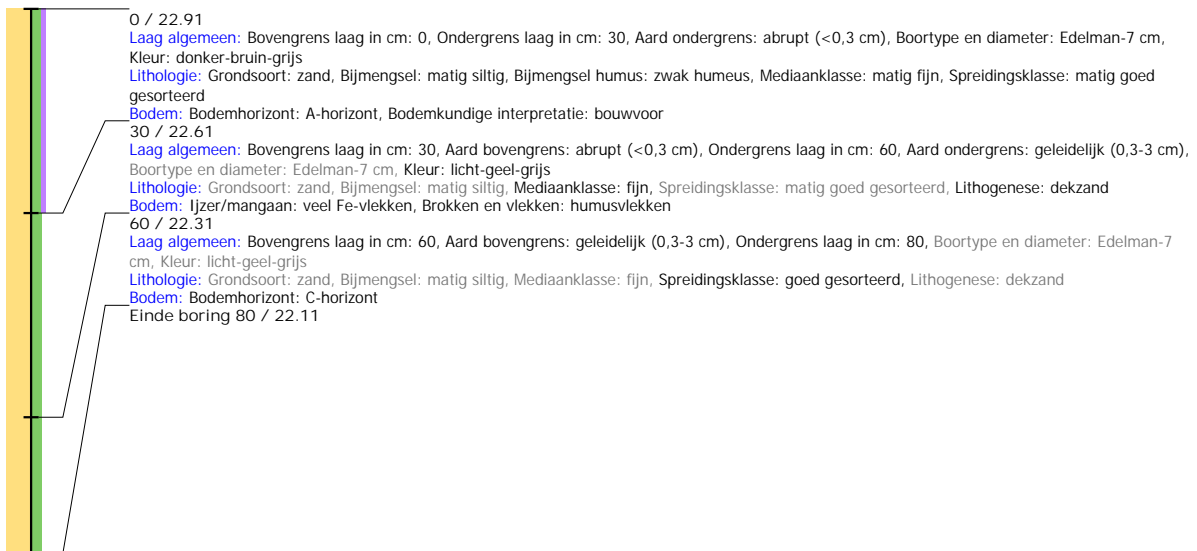 0 / 22.91
Laag algemeen: Bovengrens laag in cm: 0, Ondergrens laag in cm: 30, Aard ondergrens: abrupt (<0,3 cm), Boortype en diameter: Edelman-7 cm,
Kleur: donker-bruin-grijs
Lithologie: Grondsoort: zand, Bijmengsel: matig siltig, Bijmengsel humus: zwak humeus, Mediaanklasse: matig fijn, Spreidingsklasse: matig goed
gesorteerd
Bodem: Bodemhorizont: A-horizont, Bodemkundige interpretatie: bouwvoor
30 / 22.61
Laag algemeen: Bovengrens laag in cm: 30, Aard bovengrens: abrupt (<0,3 cm), Ondergrens laag in cm: 60, Aard ondergrens: geleidelijk (0,3-3 cm),
Boortype en diameter: Edelman-7 cm, Kleur: licht-geel-grijs
Lithologie: Grondsoort: zand, Bijmengsel: matig siltig, Mediaanklasse: fijn, Spreidingsklasse: matig goed gesorteerd, Lithogenese: dekzand
Bodem: Ijzer/mangaan: veel Fe-vlekken, Brokken en vlekken: humusvlekken
60 / 22.31
Laag algemeen: Bovengrens laag in cm: 60, Aard bovengrens: geleidelijk (0,3-3 cm), Ondergrens laag in cm: 80, Boortype en diameter: Edelman-7
cm, Kleur: licht-geel-grijs
Lithologie: Grondsoort: zand, Bijmengsel: matig siltig, Mediaanklasse: fijn, Spreidingsklasse: goed gesorteerd, Lithogenese: dekzand
Bodem: Bodemhorizont: C-horizont
Einde boring 80 / 22.11